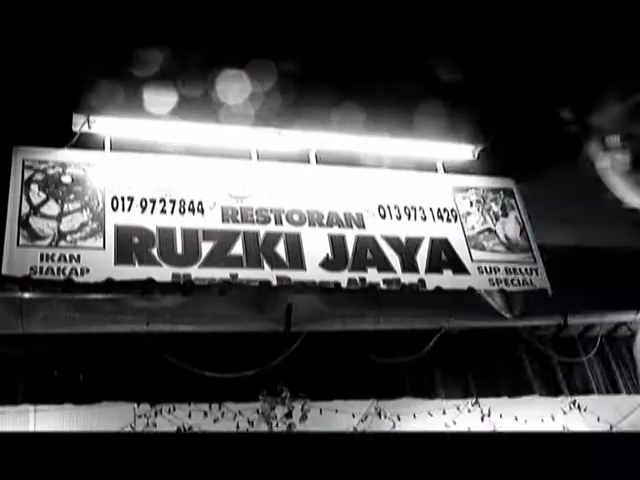 017 9727844
RESTORAN
013 973 1429
RUZKI JAYA
IKAN
SIAKAP
SUP BELUT
SPECIAL